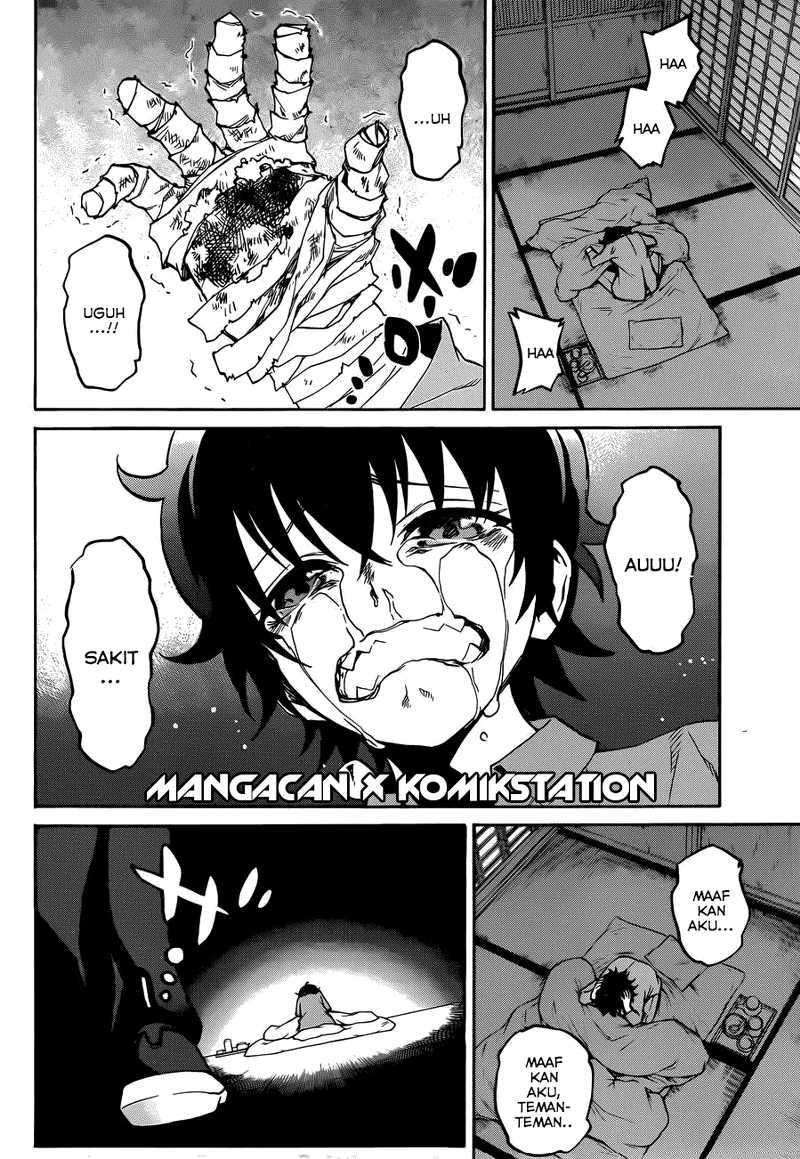 HAA
HAA
HAA
...UH
UGUH
...!!
AUUU!
SAKIT
...
MANGACAN X KOMIKSTATION
MAAF
KAN
AKU...
MAAF
KAN
AKU,
TEMAN-
TEMAN..